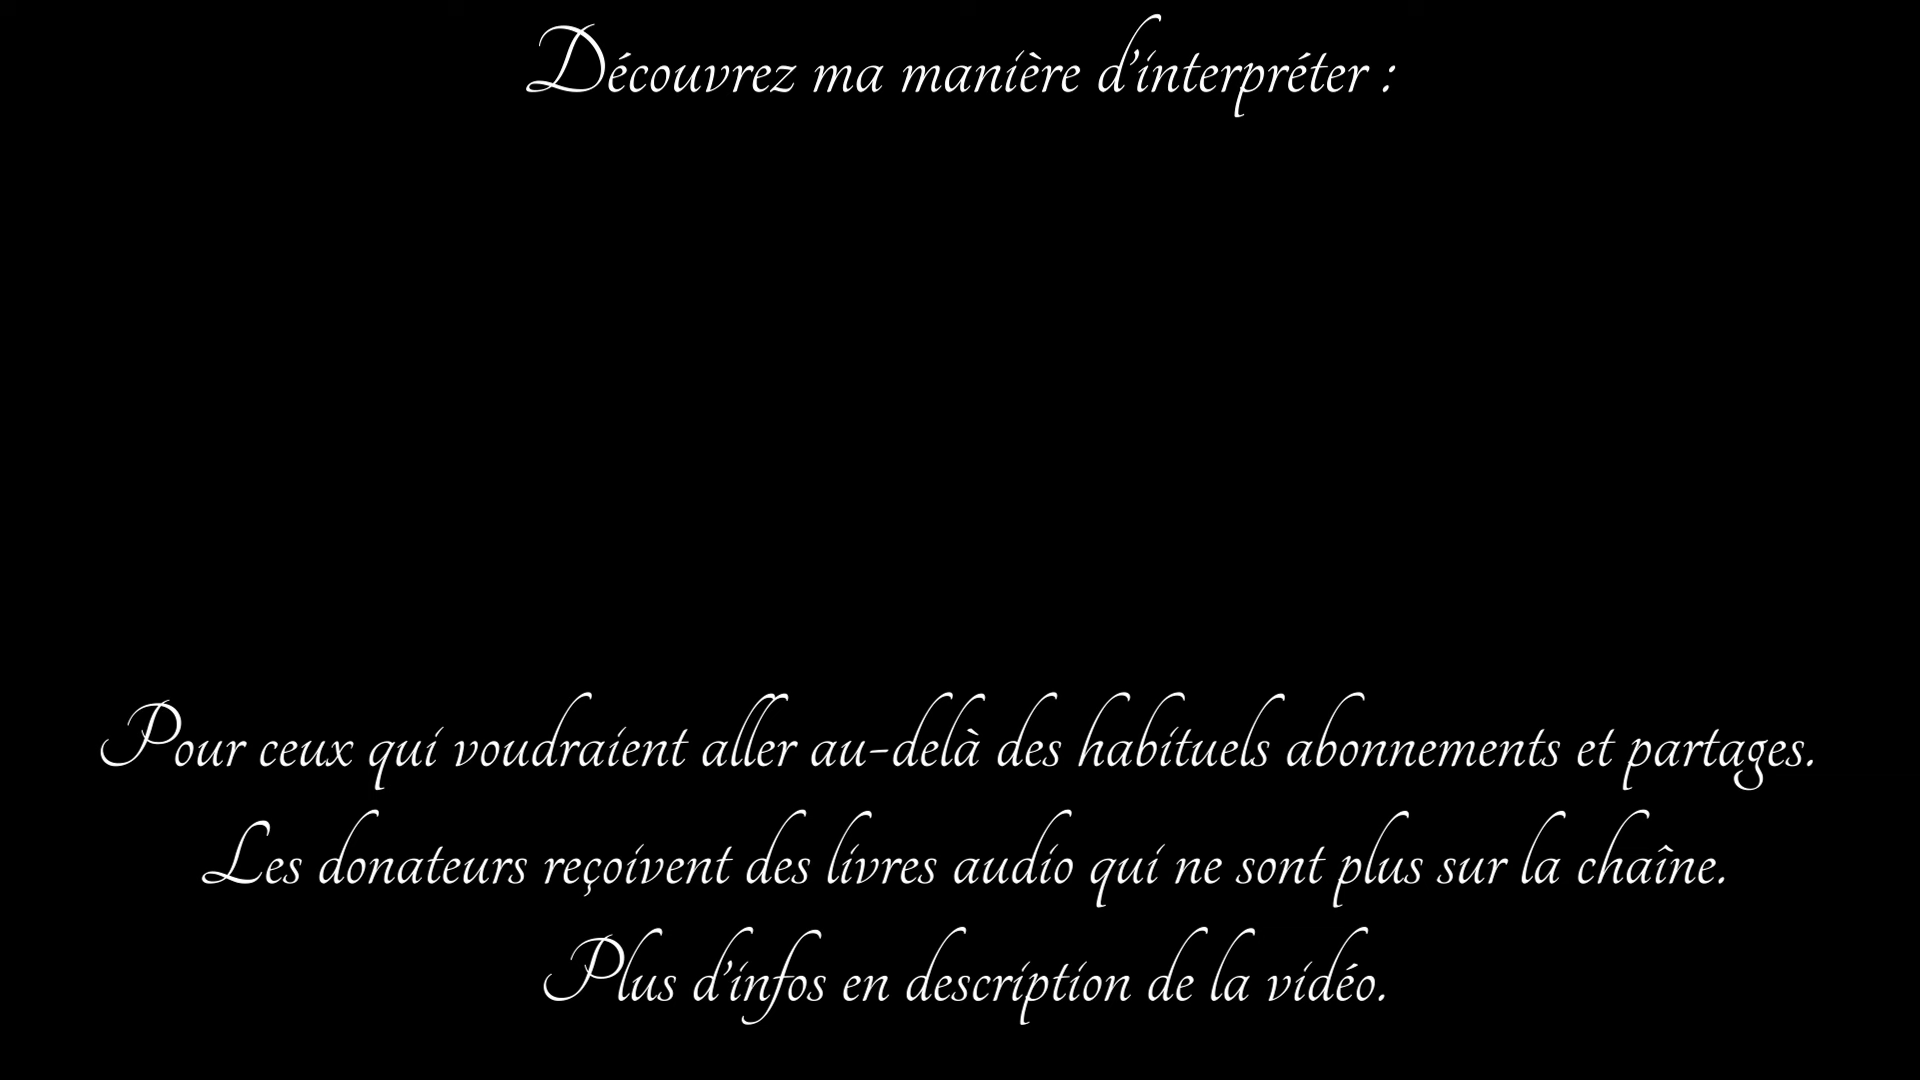 Découvrez ma manière d'interpréter :
Pour ceux qui voudraient aller au-delà des habituels abonnements et partages.
Les donateurs reçoivent des livres audio qui ne sont plus sur la chaîne.
Plus d'infos en description de la vidéo.